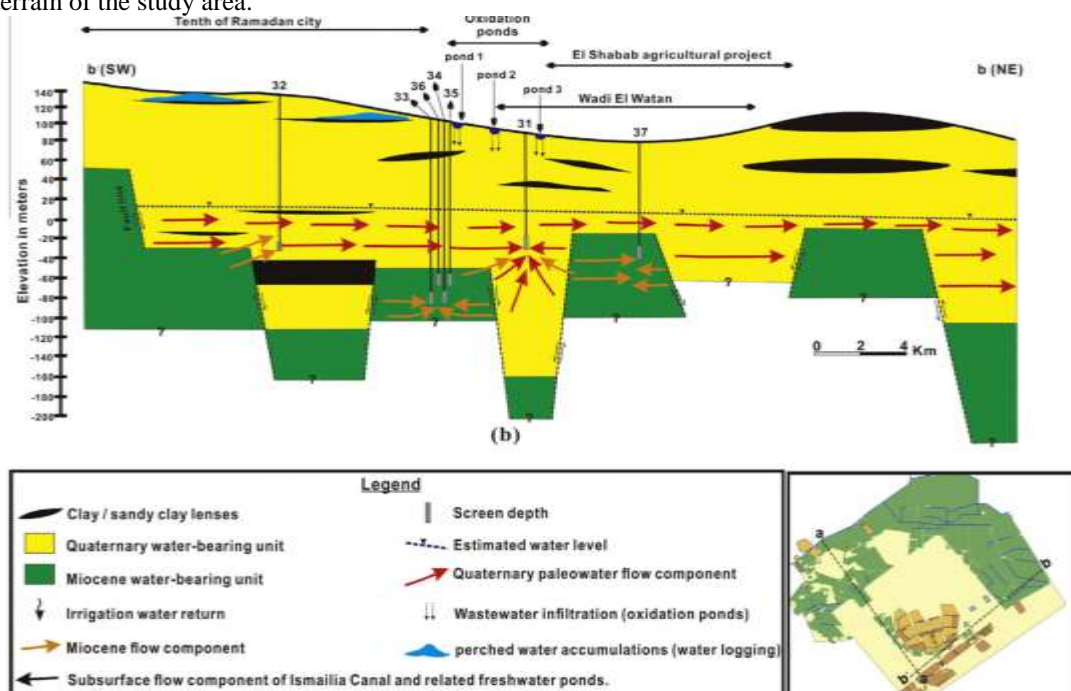 terrain of the study area.
Tenth of Ramadan city
Oxidation
ponds
El Shabab agricultural project
Wadi El Watan
b'(SW)
b (NE)
pond 1
pond 2
pond 3
32
33
36
34
35
31
37
Elevation in meters
140
120
100
80
60
40
20
0
-20
-40
-60
-80
-100
-120
-140
-160
-180
-200
?
?
?
?
?
?
?
?
0 2 4 Km
(b)
Legend
Clay / sandy clay lenses
Screen depth
Quaternary water-bearing unit
Estimated water level
Miocene water-bearing unit
Quaternary paleowater flow component
Irrigation water return
Wastewater infiltration (oxidation ponds)
Miocene flow component
perched water accumulations (water logging)
Subsurface flow component of Ismailia Canal and related freshwater ponds.
a
b
b'
a'